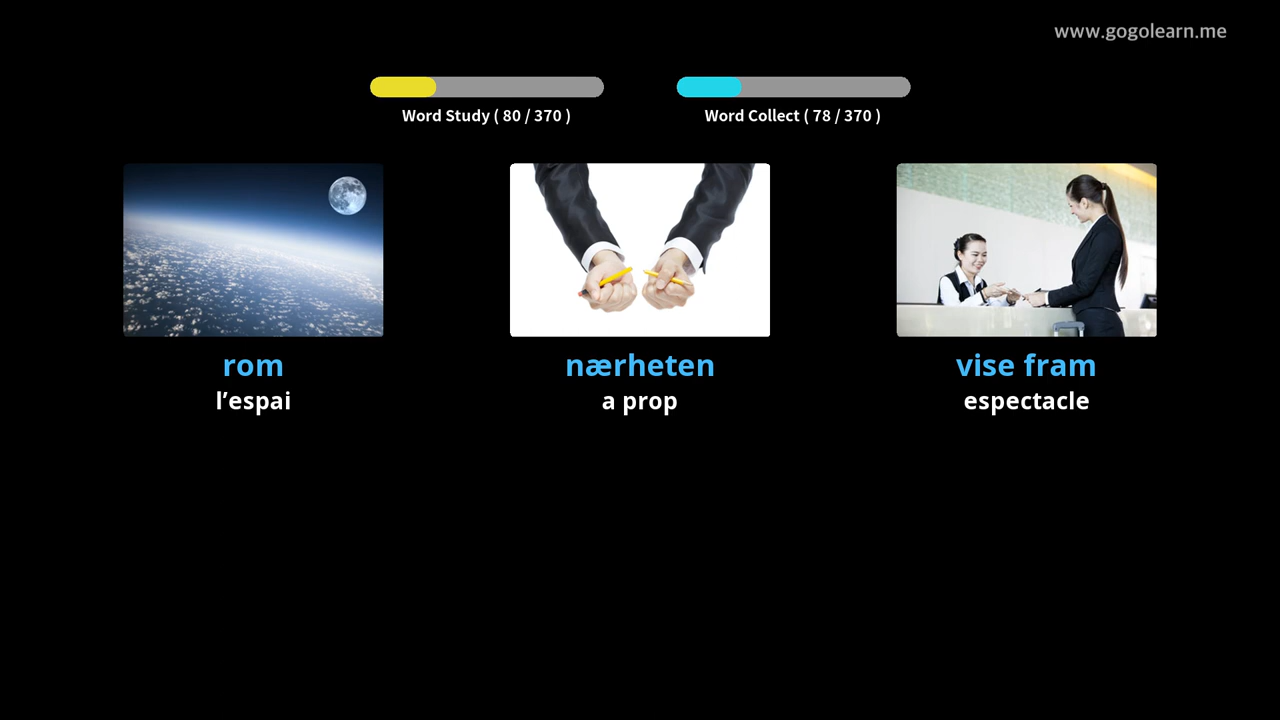 www.gogolearn.me
Word Study ( 80 / 370 )
Word Collect ( 78 / 370 )
rom
l’espai
nærheten
a prop
vise fram
espectacle